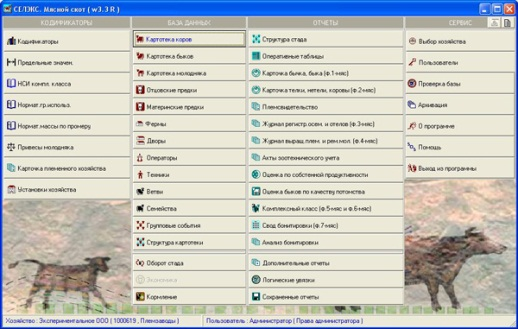 СЕЛЭКС. Мясной скот ( w3.3 R )
КОДИФИКАТОРЫ
Кодификаторы
Предельные значен.
НСИ компл. класса
Нормат.гр.использ.
Нормат.массы по промеру
Привесы молодняка
Карточка племенного хозяйства
Установки хозяйства
БАЗА ДАННЫХ
Картотека коров
Картотека быков
Картотека молодняка
Отцовские предки
Материнские предки
Фермы
Дворы
Операторы
Техники
Ветви
Семейства
Групповые события
Структура картотеки
Оборот стада
Экономика
Кормление
ОТЧЕТЫ
Структура стада
Оперативные таблицы
Карточка бычка, быка (ф.1-мяс)
Карточка телки, нетели, коровы (ф.2-мяс)
Племсвидетельство
Журнал регистр.осем. и отелов (ф.3-мяс)
Журнал выращ.плем. и рем.мол. (ф.4-мяс)
Акты зоотехнического учета
Оценка по собственной продуктивности
Оценка быков по качеству потомства
Комплексный класс (ф.5-мяс и ф.6-мяс)
Свод бонитировки (ф.7-мяс)
Анализ бонитировки
Дополнительные отчеты
Логические увязки
Сохраненные отчеты
СЕРВИС
Выбор хозяйства
Пользователи
Проверка базы
Архивация
О программе
Помощь
Выход из программы
Хозяйство : Экспериментальное ООО ( 1000619 , Племзаводы )
Пользователь : Администратор ( Права администратора )